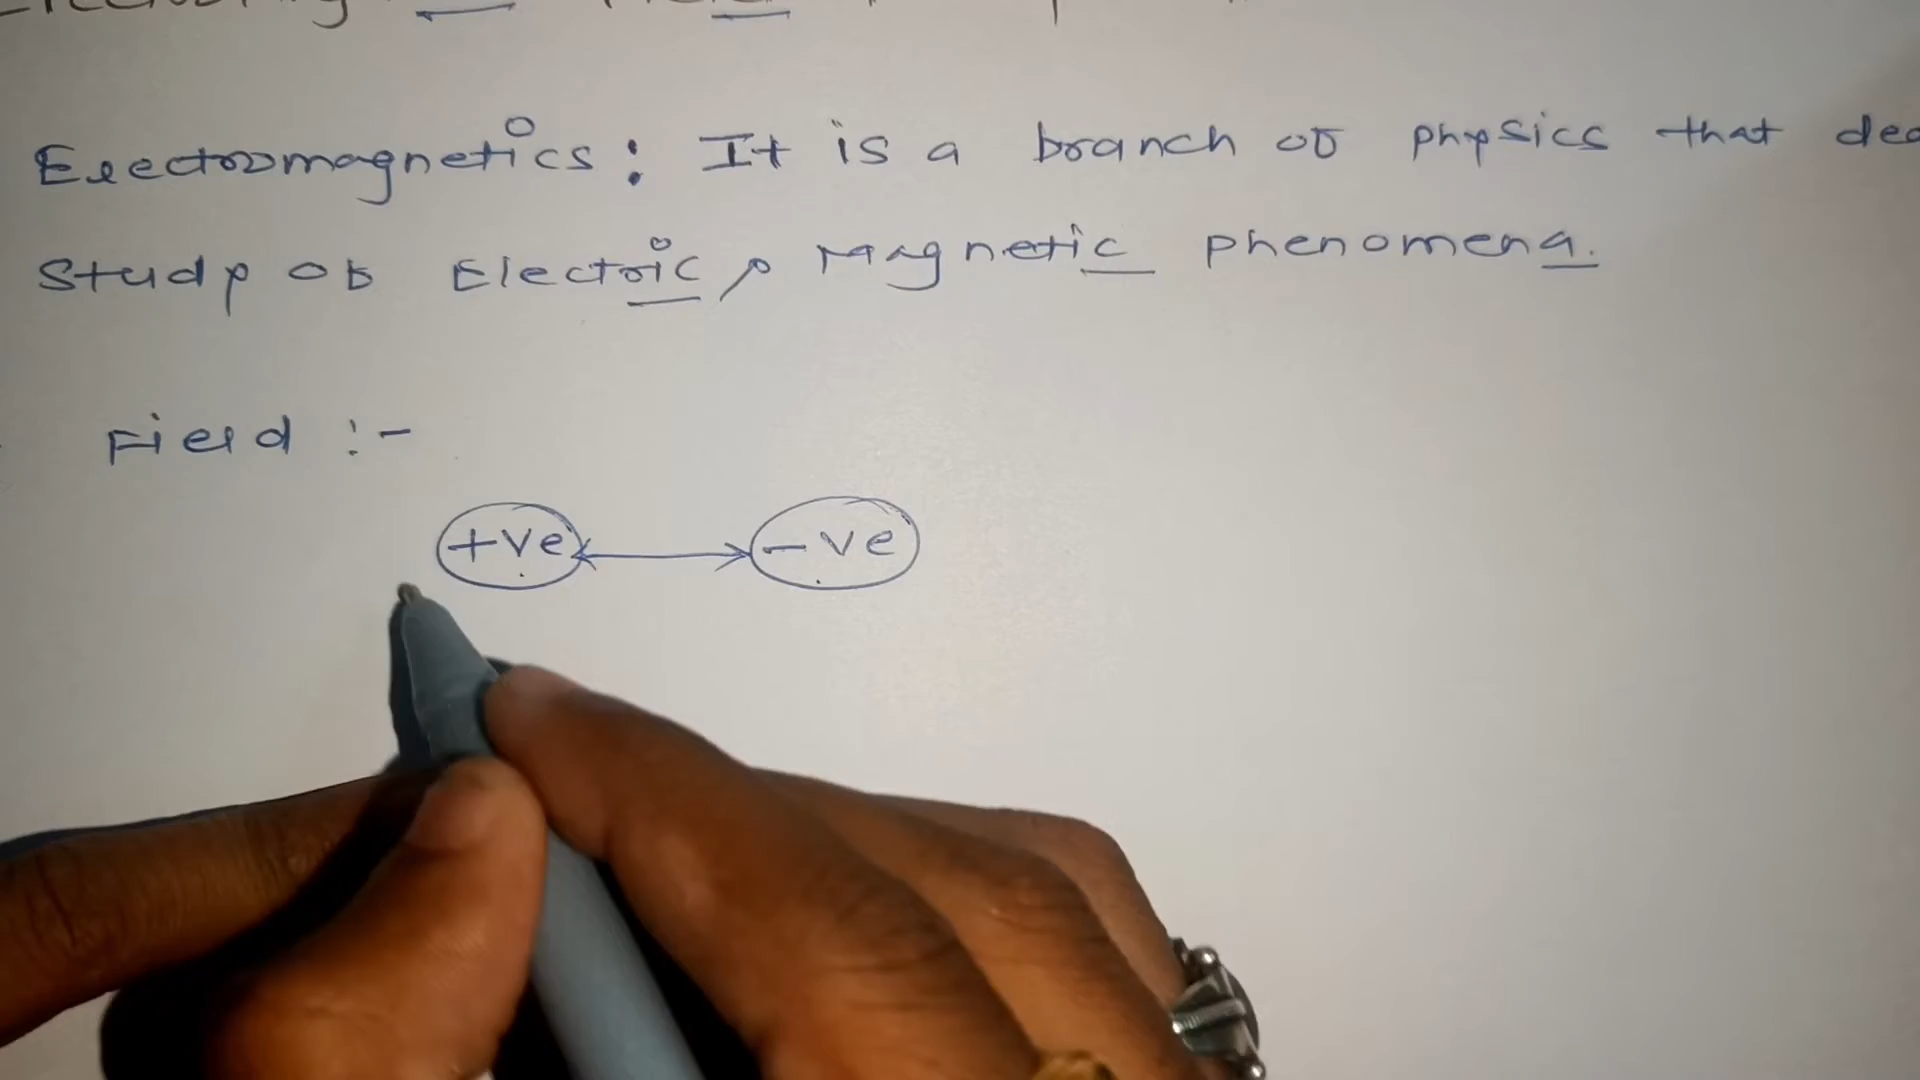 Electromagnetics: It is a branch of physics that dea
Study of Electric, Magnetic phenomena.
Field :-
+ve -ve